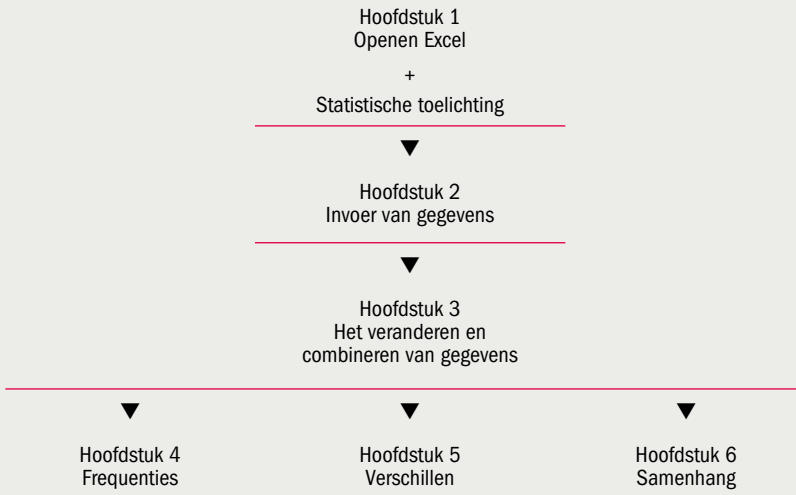 Hoofdstuk 1
Openen Excel
+
Statistische toelichting
Hoofdstuk 2
Invoer van gegevens
Hoofdstuk 3
Het veranderen en
combineren van gegevens
Hoofdstuk 4
Frequenties
Hoofdstuk 5
Verschillen
Hoofdstuk 6
Samenhang